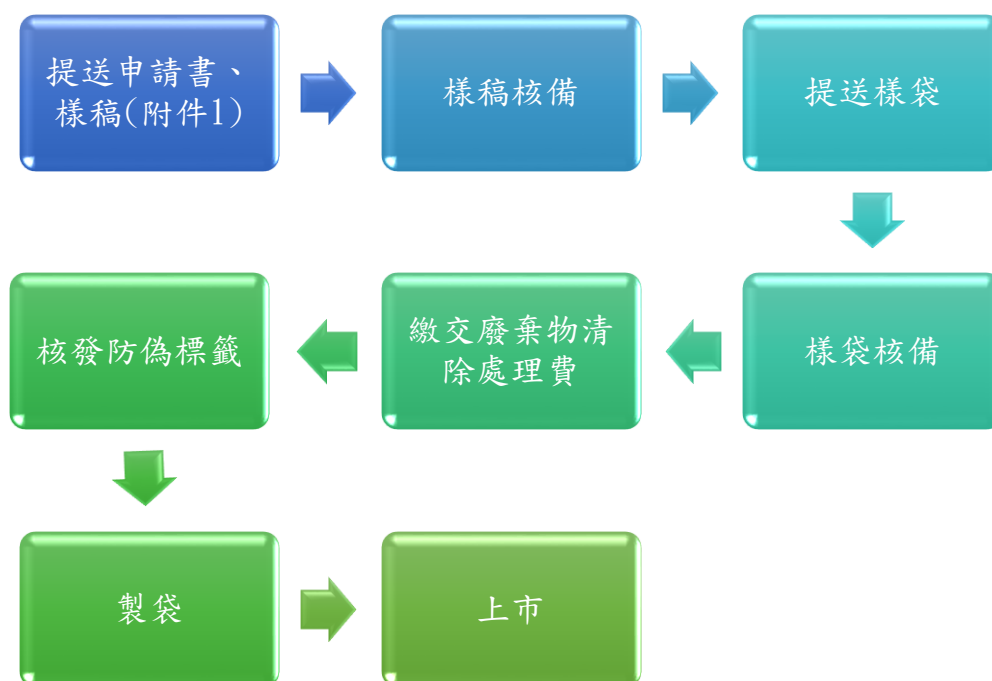 提送申請書、
樣稿(附件1)
樣稿核備
提送樣袋
樣袋核備
繳交廢棄物清
除處理費
核發防偽標籤
製袋
上市